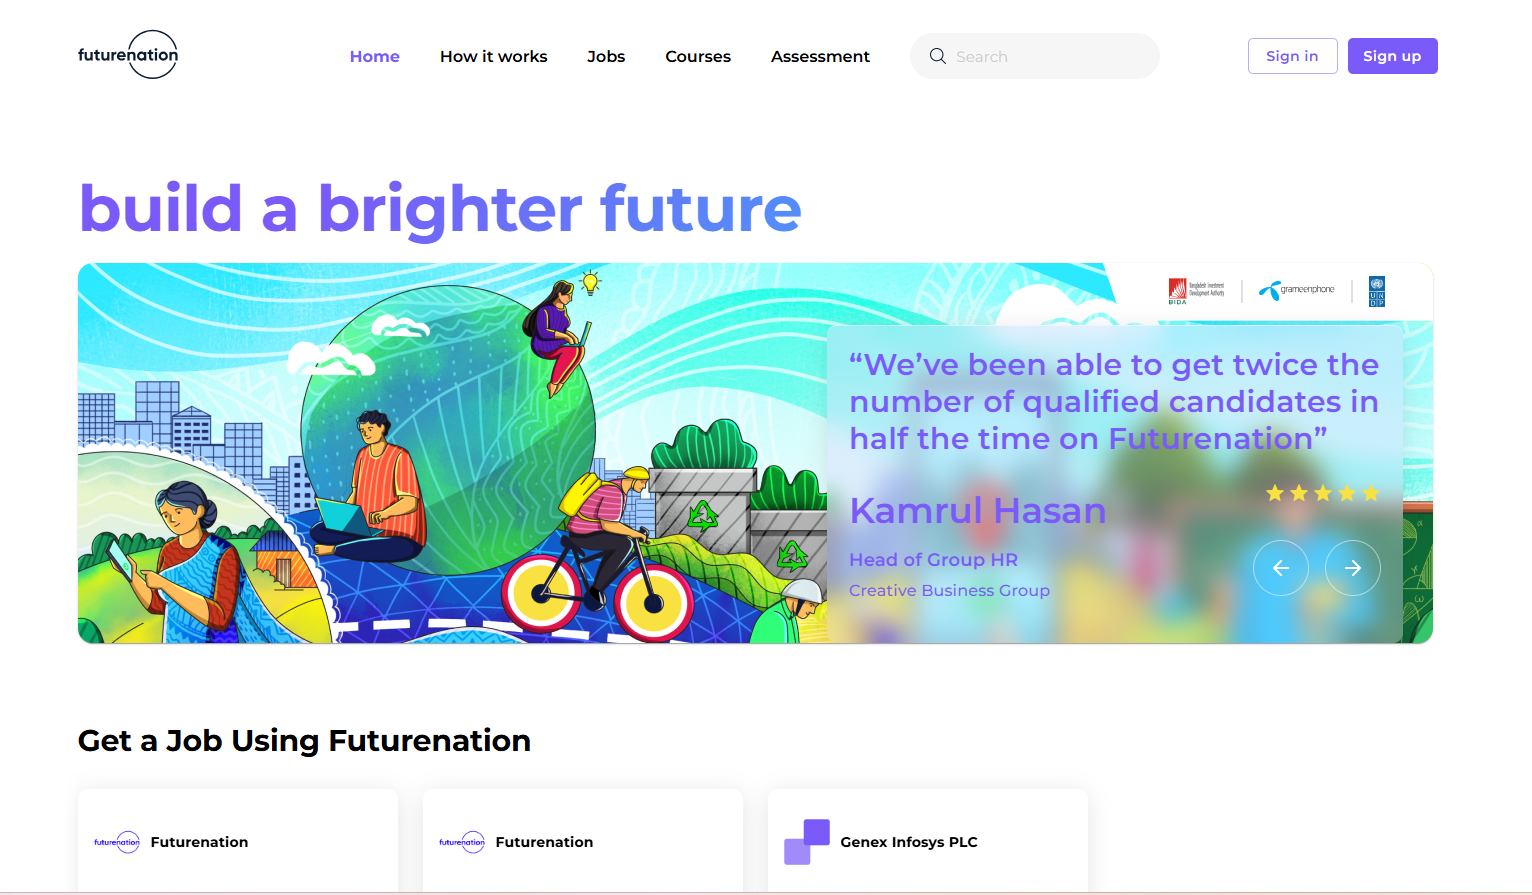 futurenation
Home
How it works
Jobs
Courses
Assessment
Search
Sign in
Sign up
build a brighter future
BIDA
Bangladesh Investment
Development Authority
grameenphone
UN
DP
“We’ve been able to get twice the
number of qualified candidates in
half the time on Futurenation”
Kamrul Hasan
Head of Group HR
Creative Business Group
Get a Job Using Futurenation
futurenation
Futurenation
futurenation
Futurenation
Genex Infosys PLC